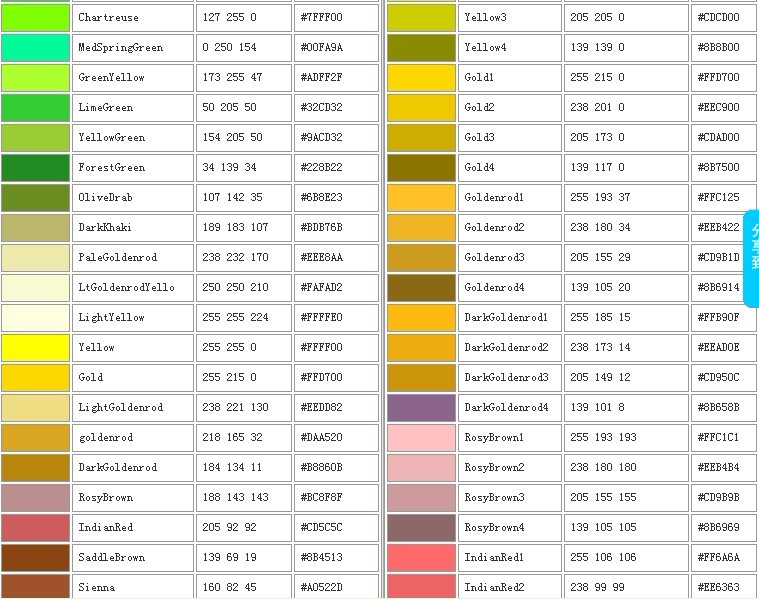 Chartreuse 127 255 0 #7FFF00 Yellow3 205 205 0 #CDCD00
MedSpringGreen 0 250 154 #00FA9A Yellow4 139 139 0 #8B8B00
GreenYellow 173 255 47 #ADFF2F Gold1 255 215 0 #FFD700
LimeGreen 50 205 50 #32CD32 Gold2 238 201 0 #EEC900
YellowGreen 154 205 50 #9ACD32 Gold3 205 173 0 #CDAD00
ForestGreen 34 139 34 #228B22 Gold4 139 117 0 #8B7500
OliveDrab 107 142 35 #6B8E23 Goldenrod1 255 193 37 #FFC125
DarkKhaki 189 183 107 #BDB76B Goldenrod2 238 180 34 #EEB422
PaleGoldenrod 238 232 170 #EEE8AA Goldenrod3 205 155 29 #CD9B1D
LtGoldenrodYello 250 250 210 #FAFAD2 Goldenrod4 139 105 20 #8B6914
LightYellow 255 255 224 #FFFFE0 DarkGoldenrod1 255 185 15 #FFB90F
Yellow 255 255 0 #FFFF00 DarkGoldenrod2 238 173 14 #EEAD0E
Gold 255 215 0 #FFD700 DarkGoldenrod3 205 149 12 #CD950C
LightGoldenrod 238 221 130 #EEDD82 DarkGoldenrod4 139 101 8 #8B658B
goldenrod 218 165 32 #DAA520 RosyBrown1 255 193 193 #FFC1C1
DarkGoldenrod 184 134 11 #B8860B RosyBrown2 238 180 180 #EEB4B4
RosyBrown 188 143 143 #BC8F8F RosyBrown3 205 155 155 #CD9B9B
IndianRed 205 92 92 #CD5C5C RosyBrown4 139 105 105 #8B6969
SaddleBrown 139 69 19 #8B4513 IndianRed1 255 106 106 #FF6A6A
Sienna 160 82 45 #A0522D IndianRed2 238 99 99 #EE6363
分享到